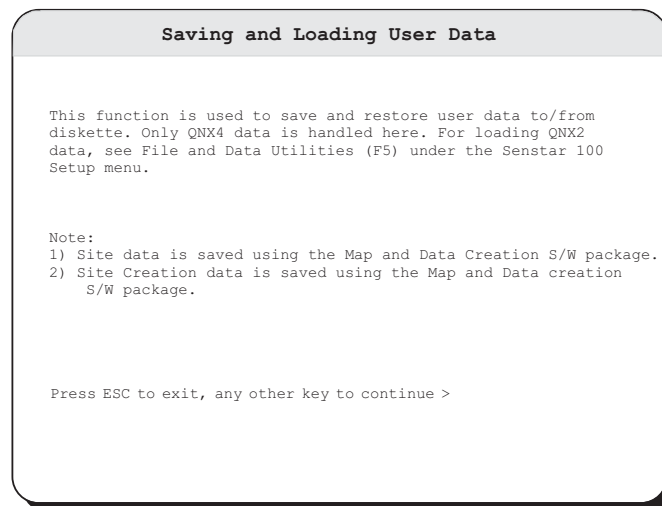 Saving and Loading User Data
This function is used to save and restore user data to/from
diskette. Only QNX4 data is handled here. For loading QNX2
data, see File and Data Utilities (F5) under the Senstar 100
Setup menu.
Note:
1) Site data is saved using the Map and Data Creation S/W package.
2) Site Creation data is saved using the Map and Data creation
S/W package.
Press ESC to exit, any other key to continue >